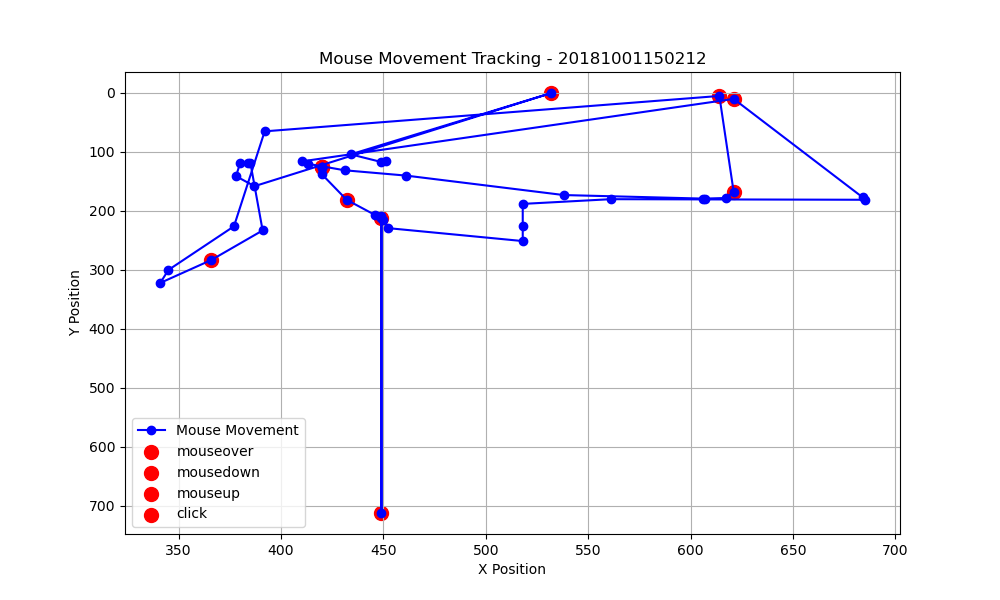 Mouse Movement Tracking - 20181001150212
0
100
200
300
400
500
600
700
Y Position
Mouse Movement
mouseover
mousedown
mouseup
click
350
400
450
500
550
600
650
700
X Position